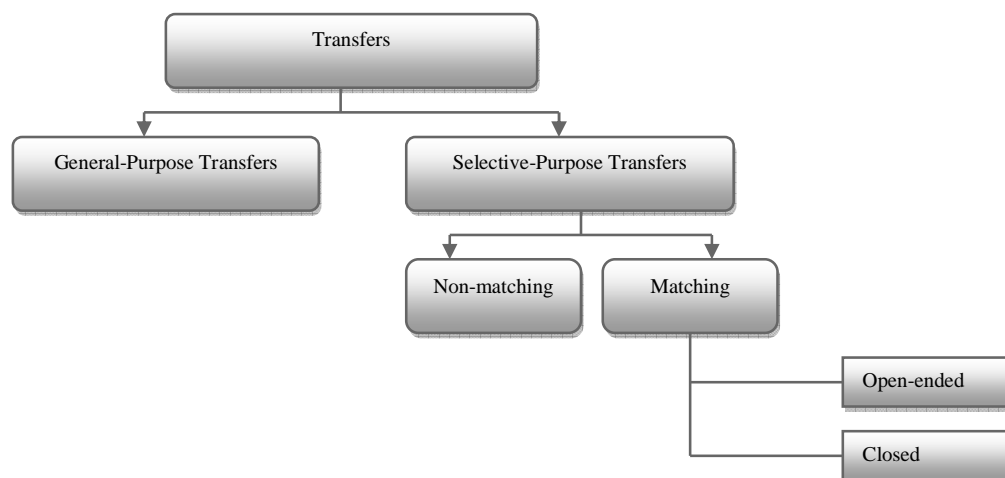 Transfers
General-Purpose Transfers
Selective-Purpose Transfers
Non-matching
Matching
Open-ended
Closed